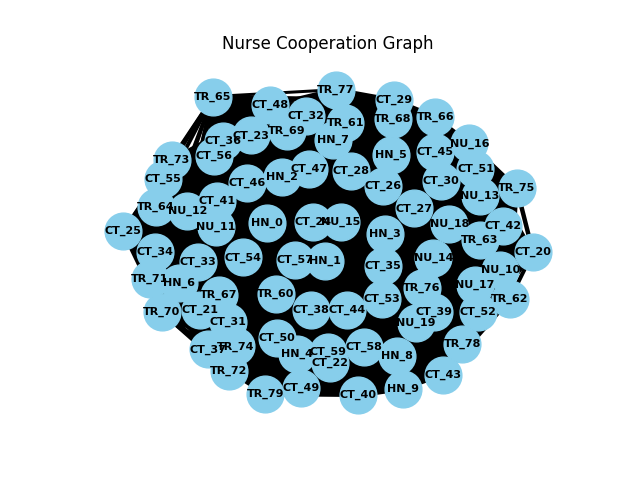 Nurse Cooperation Graph
TR_77
TR_65
CT_29
CT_48
CT_32
TR_66
TR_68
TR_61
TR_69
CT_23
HN_7
CT_36
NU_16
CT_45
HN_5
CT_56
TR_73
CT_51
CT_47
CT_28
HN_2
CT_55
CT_30
CT_46
CT_26
TR_75
NU_13
CT_41
TR_64
CT_27
NU_12
HN_0
NU_15
NU_18
CT_42
NU_11
CT_25
HN_3
TR_63
CT_34
CT_20
CT_54
NU_14
CT_57
HN_1
CT_33
CT_35
NU_10
TR_71
HN_6
NU_17
TR_76
TR_60
TR_67
CT_53
TR_62
CT_21
CT_38
CT_44
TR_70
CT_39
CT_52
CT_31
NU_19
CT_50
TR_78
TR_74
CT_58
CT_37
CT_59
HN_4
HN_8
CT_22
TR_72
CT_43
CT_49
HN_9
TR_79
CT_40